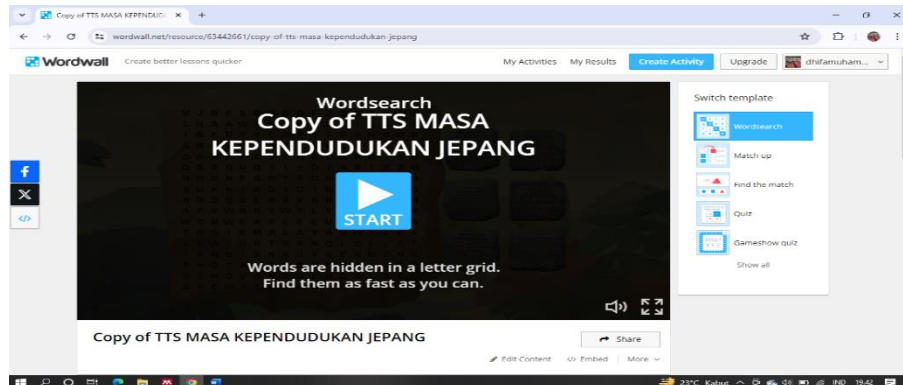 Copy of TTS MASA KEPENDUDU
wordwall.net/resource/63442661/copy-of-tts-masa-kependudukan-jepang
Wordwall
Create better lessons quicker
My Activities
My Results
Create Activity
Upgrade
dhifamuham...
Wordsearch
Copy of TTS MASA
KEPENDUDUKAN JEPANG
START
Words are hidden in a letter grid.
Find them as fast as you can.
Switch template
Wordsearch
Match up
Find the match
Quiz
Gameshow quiz
Show all
Copy of TTS MASA KEPENDUDUKAN JEPANG
Share
Edit Content
Embed
More
23°C Kabut
IND
19:42